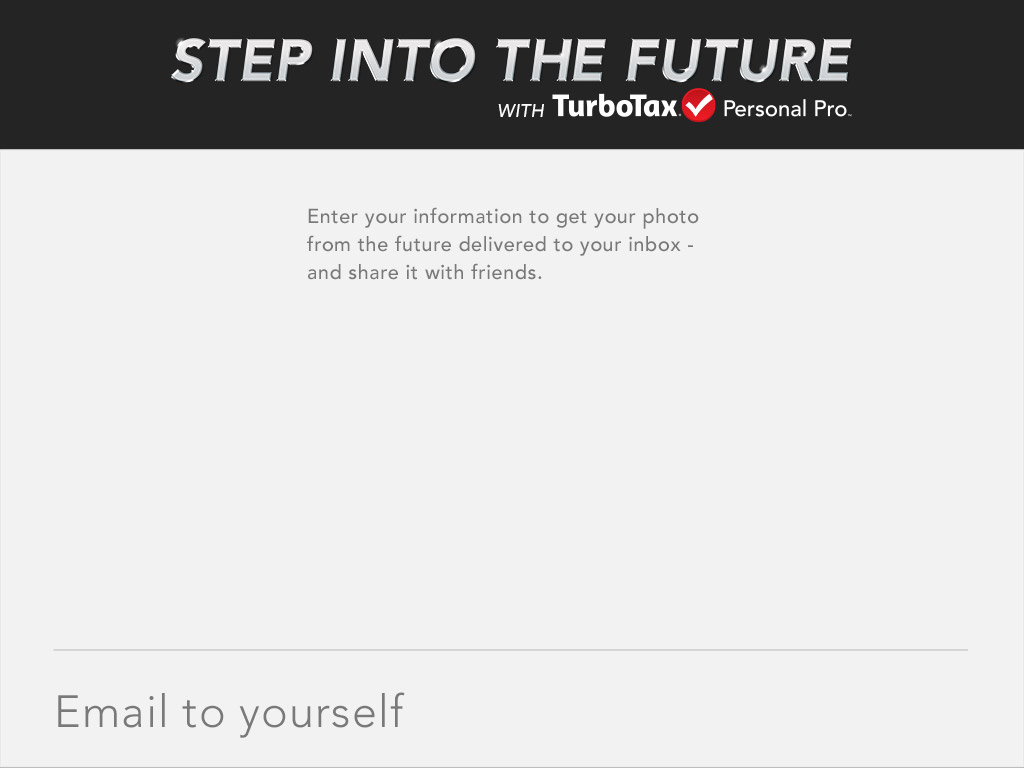 STEP INTO THE FUTURE
WITH TurboTax Personal Pro
Enter your information to get your photo
from the future delivered to your inbox -
and share it with friends.
Email to yourself